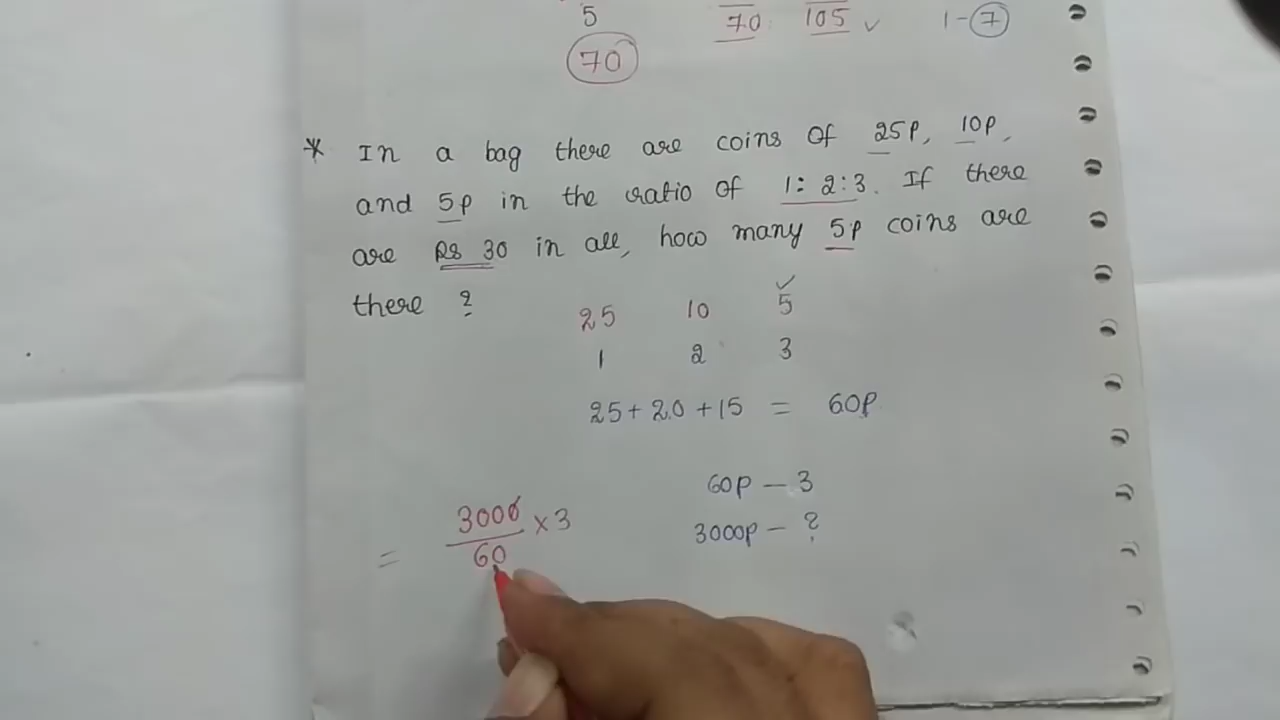 5 70 105 ✓ 1-7
70
* In a bag there are coins of 25P, 10P,
and 5P in the ratio of 1:2:3. If there
are Rs 30 in all, how many 5P coins are
there ?
25 10 5 ✓
1 2 3
25+20+15 = 60P
60P — 3
= 3000/60 × 3
3000P — ?